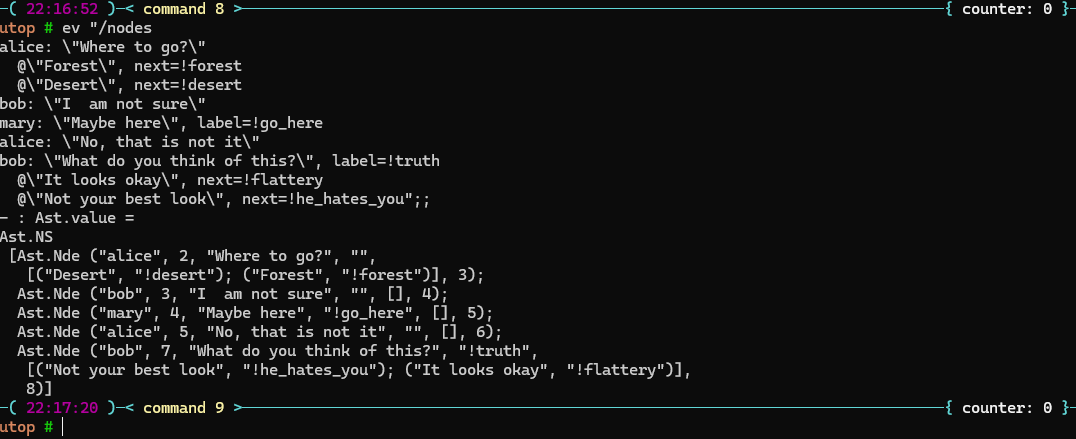 ─( 22:16:52 )─< command 8 >─────{ counter: 0 }─
utop # ev "/nodes
alice: \"Where to go?\"
  @\"Forest\", next=!forest
  @\"Desert\", next=!desert
bob: \"I  am not sure\"
mary: \"Maybe here\", label=!go_here
alice: \"No, that is not it\"
bob: \"What do you think of this?\", label=!truth
  @\"It looks okay\", next=!flattery
  @\"Not your best look\", next=!he_hates_you";;
- : Ast.value =
Ast.NS
 [Ast.Nde ("alice", 2, "Where to go?", "",
   [("Desert", "!desert"); ("Forest", "!forest")], 3);
  Ast.Nde ("bob", 3, "I  am not sure", "", [], 4);
  Ast.Nde ("mary", 4, "Maybe here", "!go_here", [], 5);
  Ast.Nde ("alice", 5, "No, that is not it", "", [], 6);
  Ast.Nde ("bob", 7, "What do you think of this?", "!truth",
   [("Not your best look", "!he_hates_you"); ("It looks okay", "!flattery")],
   8)]
─( 22:17:20 )─< command 9 >─────{ counter: 0 }─
utop #